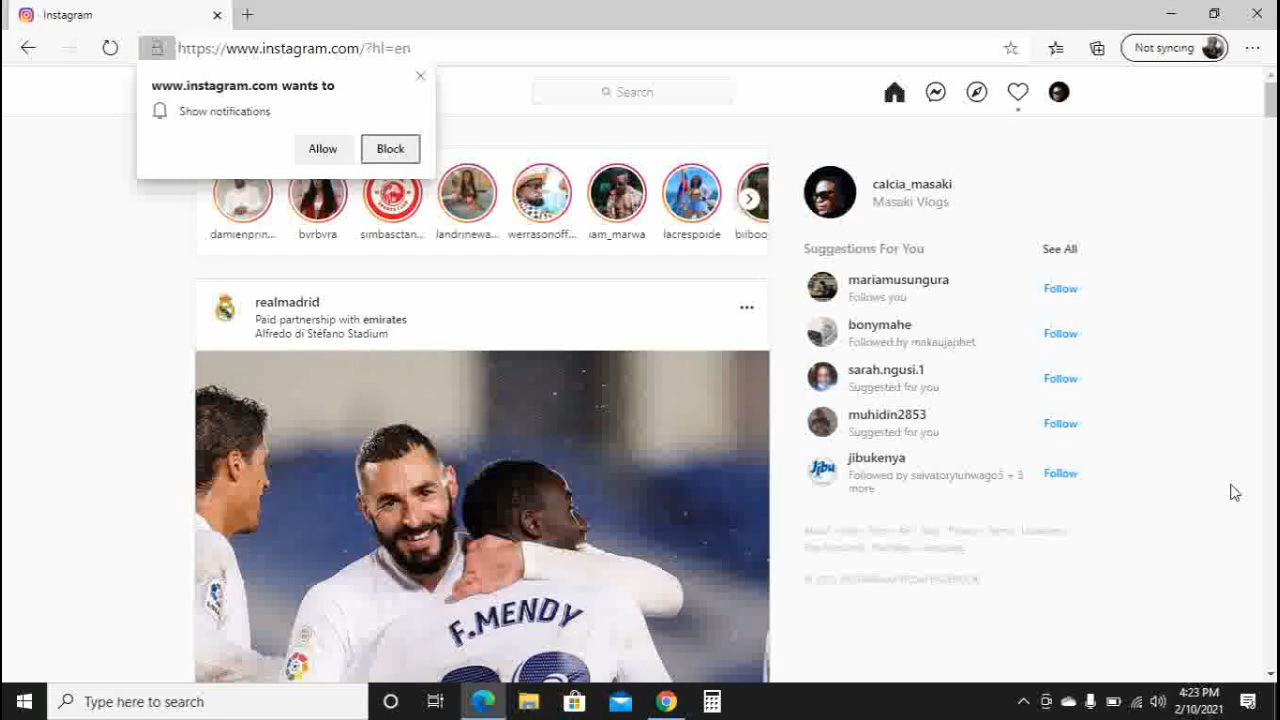 Instagram
https://www.instagram.com/?hl=en
Not syncing
www.instagram.com wants to
Show notifications
Allow
Block
Search
damienprin...
bvrbvra
simbasctan...
landrinewa...
werrasonoff...
iam_marwa
lacrespoide
calcia_masaki
Masaki Vlogs
Suggestions For You
See All
realmadrid
Paid partnership with emirates
Alfredo di Stéfano Stadium
mariamusungura
Follows you
Follow
bonymahe
Followed by makaujaphet
Follow
sarah.ngusi.1
Suggested for you
Follow
muhidin2853
Suggested for you
Follow
Jibu
jibukenya
Followed by salvatoryluhwago5 + 3
more
Follow
F.MENDY
Type here to search
4:23 PM
2/10/2021